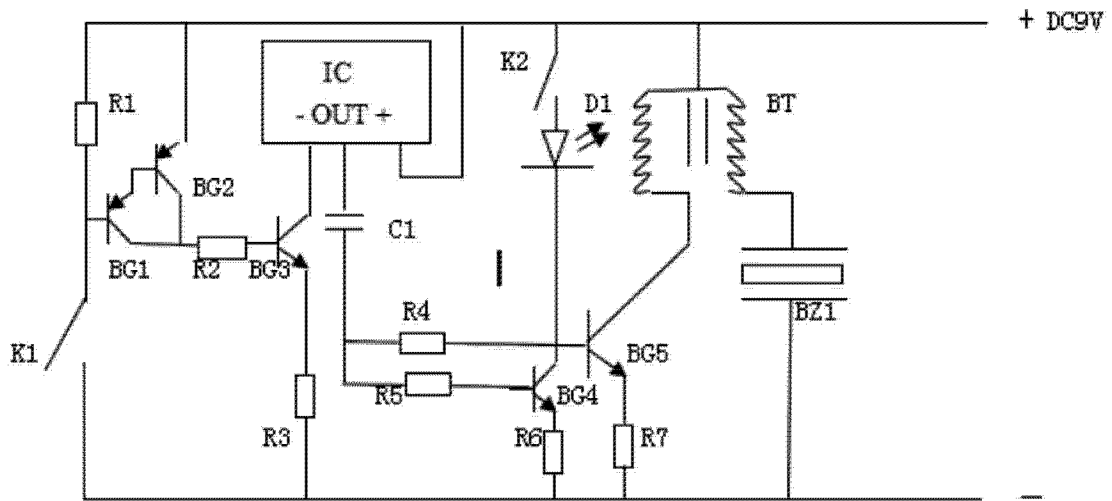 + DC9V
K2
IC
- OUT +
R1
D1
BT
BG2
C1
BG1
R2
BG3
BZ1
R4
K1
BG5
R5
BG4
R3
R6
R7
-